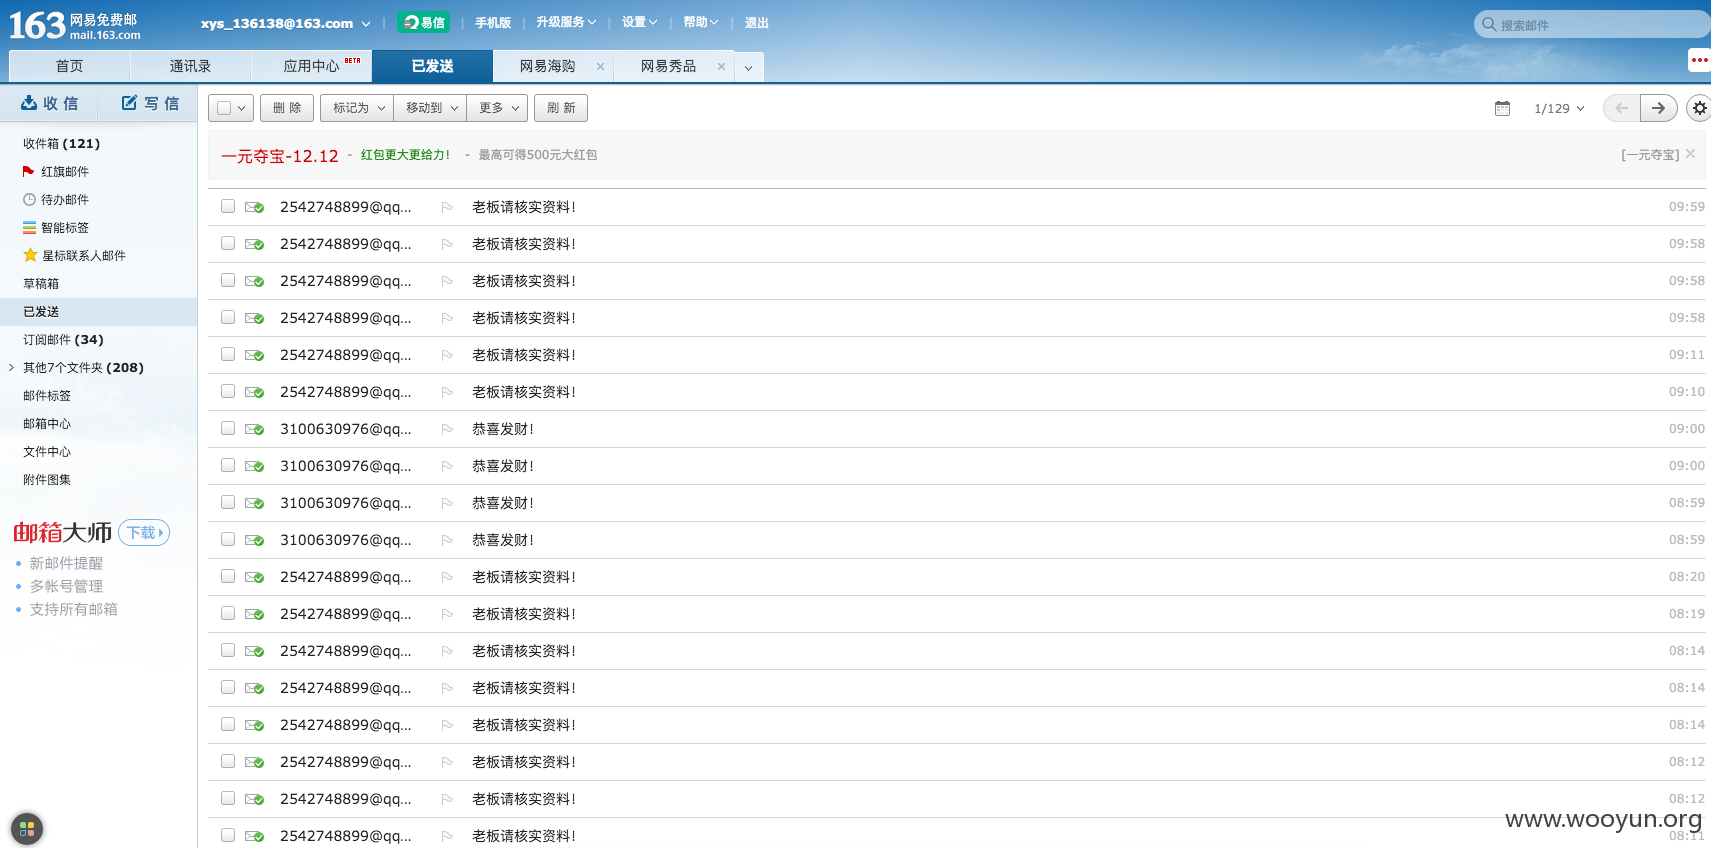 163 网易免费邮 mail.163.com xys_136138@163.com 易信 手机版 升级服务 设置 帮助 退出 搜索邮件
首页 通讯录 应用中心 BETA 已发送 网易海购 × 网易秀品 ×
收信 写信 删除 标记为 移动到 更多 刷新 1/129
收件箱 (121)
红旗邮件
待办邮件
智能标签
星标联系人邮件
草稿箱
已发送
订阅邮件 (34)
其他7个文件夹 (208)
邮件标签
邮箱中心
文件中心
附件图集
邮箱大师 下载
• 新邮件提醒
• 多帐号管理
• 支持所有邮箱
一元夺宝-12.12 - 红包更大更给力! - 最高可得500元大红包 [一元夺宝] ×
2542748899@qq... 老板请核实资料! 09:59
2542748899@qq... 老板请核实资料! 09:58
2542748899@qq... 老板请核实资料! 09:58
2542748899@qq... 老板请核实资料! 09:58
2542748899@qq... 老板请核实资料! 09:11
2542748899@qq... 老板请核实资料! 09:10
3100630976@qq... 恭喜发财! 09:00
3100630976@qq... 恭喜发财! 09:00
3100630976@qq... 恭喜发财! 08:59
3100630976@qq... 恭喜发财! 08:59
2542748899@qq... 老板请核实资料! 08:20
2542748899@qq... 老板请核实资料! 08:19
2542748899@qq... 老板请核实资料! 08:14
2542748899@qq... 老板请核实资料! 08:14
2542748899@qq... 老板请核实资料! 08:14
2542748899@qq... 老板请核实资料! 08:12
2542748899@qq... 老板请核实资料! 08:12
2542748899@qq... 老板请核实资料! 08:11
www.wooyun.org